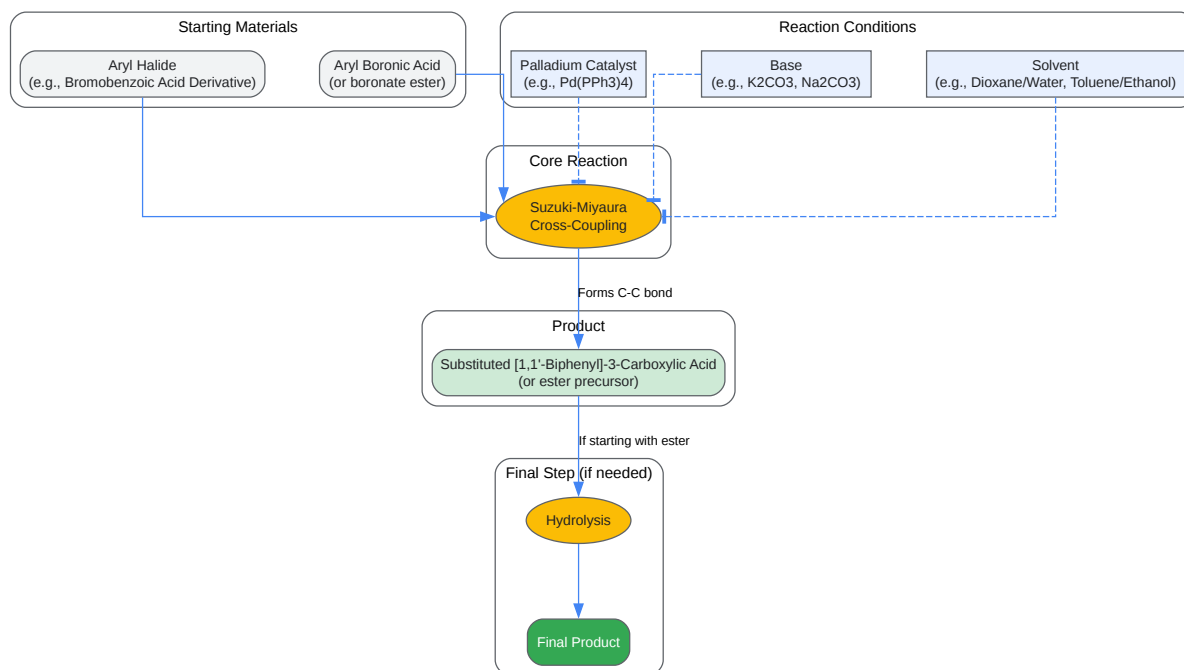 Starting Materials
Aryl Halide
(e.g., Bromobenzoic Acid Derivative)
Aryl Boronic Acid
(or boronate ester)
Reaction Conditions
Palladium Catalyst
(e.g., Pd(PPh3)4)
Base
(e.g., K2CO3, Na2CO3)
Solvent
(e.g., Dioxane/Water, Toluene/Ethanol)
Core Reaction
Suzuki-Miyaura
Cross-Coupling
Forms C-C bond
Product
Substituted [1,1'-Biphenyl]-3-Carboxylic Acid
(or ester precursor)
If starting with ester
Final Step (if needed)
Hydrolysis
Final Product